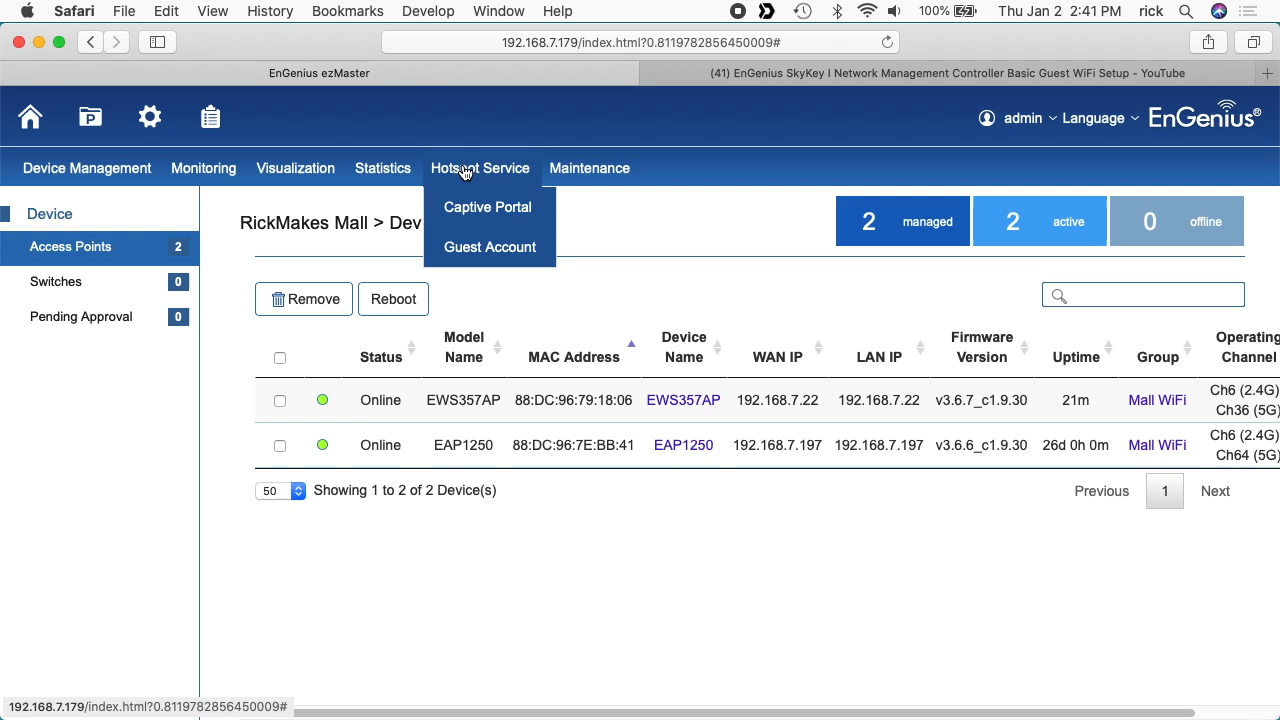 Safari File Edit View History Bookmarks Develop Window Help 100% Thu Jan 2 2:41 PM rick
192.168.7.179/index.html?0.8119782856450009#
EnGenius ezMaster (41) EnGenius SkyKey I Network Management Controller Basic Guest WiFi Setup - YouTube
admin Language EnGenius®
Device Management Monitoring Visualization Statistics Hotspot Service Maintenance
Captive Portal
Guest Account
Device
Access Points 2
Switches 0
Pending Approval 0
RickMakes Mall > Dev
2 managed 2 active 0 offline
Remove Reboot
Status Model Name MAC Address Device Name WAN IP LAN IP Firmware Version Uptime Group Operating Channel
Online EWS357AP 88:DC:96:79:18:06 EWS357AP 192.168.7.22 192.168.7.22 v3.6.7_c1.9.30 21m Mall WiFi Ch6 (2.4G) Ch36 (5G)
Online EAP1250 88:DC:96:7E:BB:41 EAP1250 192.168.7.197 192.168.7.197 v3.6.6_c1.9.30 26d 0h 0m Mall WiFi Ch6 (2.4G) Ch64 (5G)
50 Showing 1 to 2 of 2 Device(s) Previous 1 Next
192.168.7.179/index.html?0.8119782856450009#